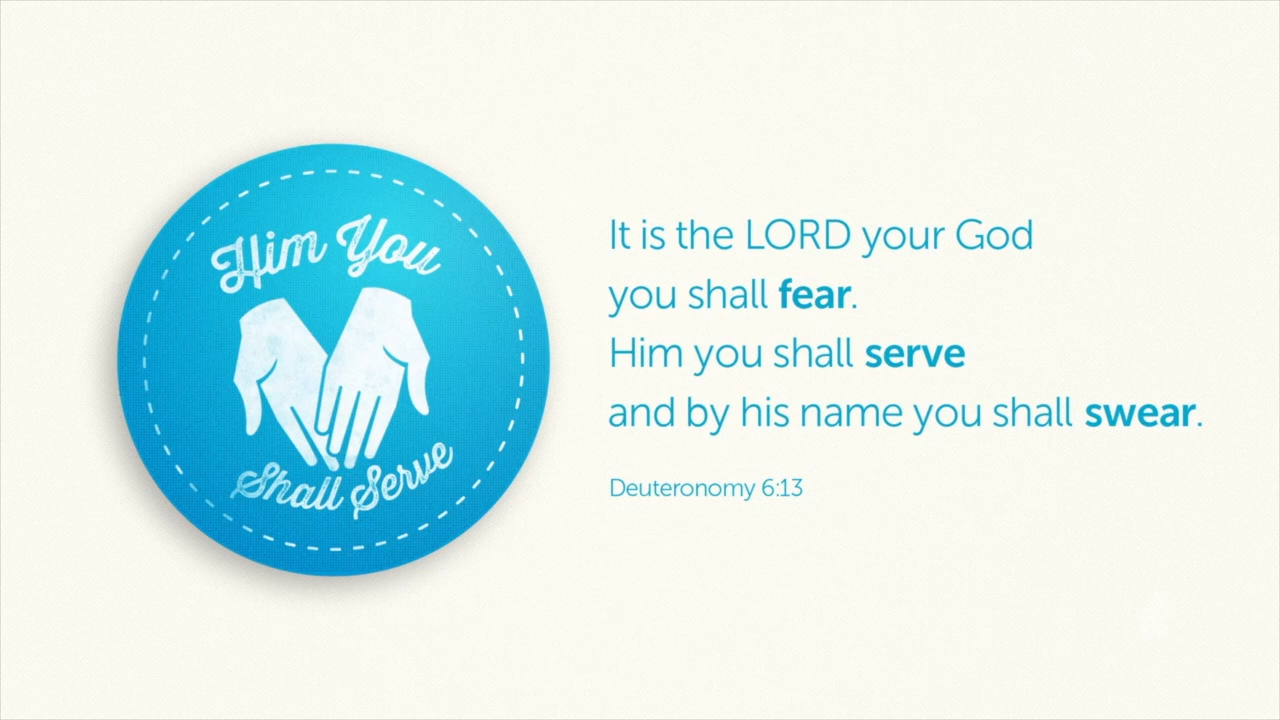 Him You
Shall Serve
It is the LORD your God
you shall fear.
Him you shall serve
and by his name you shall swear.
Deuteronomy 6:13